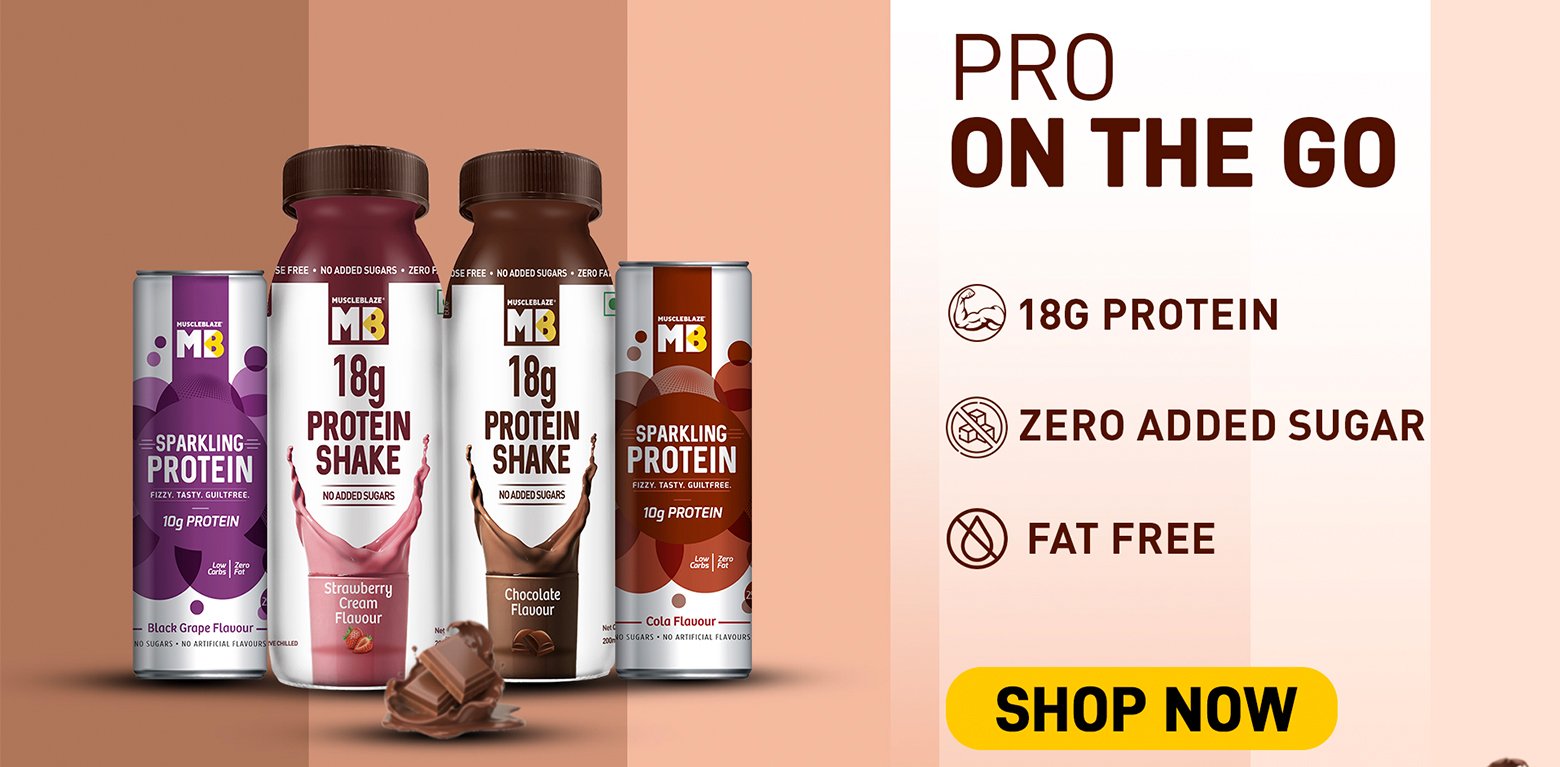 PRO
ON THE GO
18G PROTEIN
ZERO ADDED SUGAR
FAT FREE
SHOP NOW
MUSCLEBLAZE
MB
SPARKLING
PROTEIN
FIZZY. TASTY. GUILTFREE.
10g PROTEIN
Low Carbs | Zero Fat
Black Grape Flavour
NO SUGARS • NO ARTIFICIAL FLAVOURS
FREE • NO ADDED SUGARS • ZERO
MUSCLEBLAZE
MB
18g
PROTEIN
SHAKE
NO ADDED SUGARS
Strawberry
Cream
Flavour
CHILLED
FREE • NO ADDED SUGARS • ZERO
MUSCLEBLAZE
MB
18g
PROTEIN
SHAKE
NO ADDED SUGARS
Chocolate
Flavour
MUSCLEBLAZE
MB
SPARKLING
PROTEIN
FIZZY. TASTY. GUILTFREE.
10g PROTEIN
Low Carbs | Zero Fat
Cola Flavour
NO SUGARS • NO ARTIFICIAL FLAVOURS